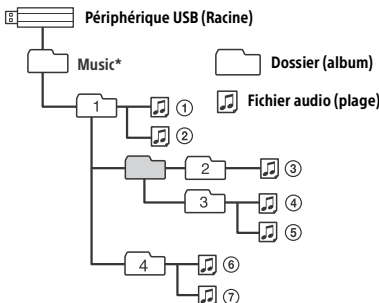 Périphérique USB (Racine)
Music*
Dossier (album)
Fichier audio (plage)
1
①
②
2
③
3
④
⑤
4
⑥
⑦